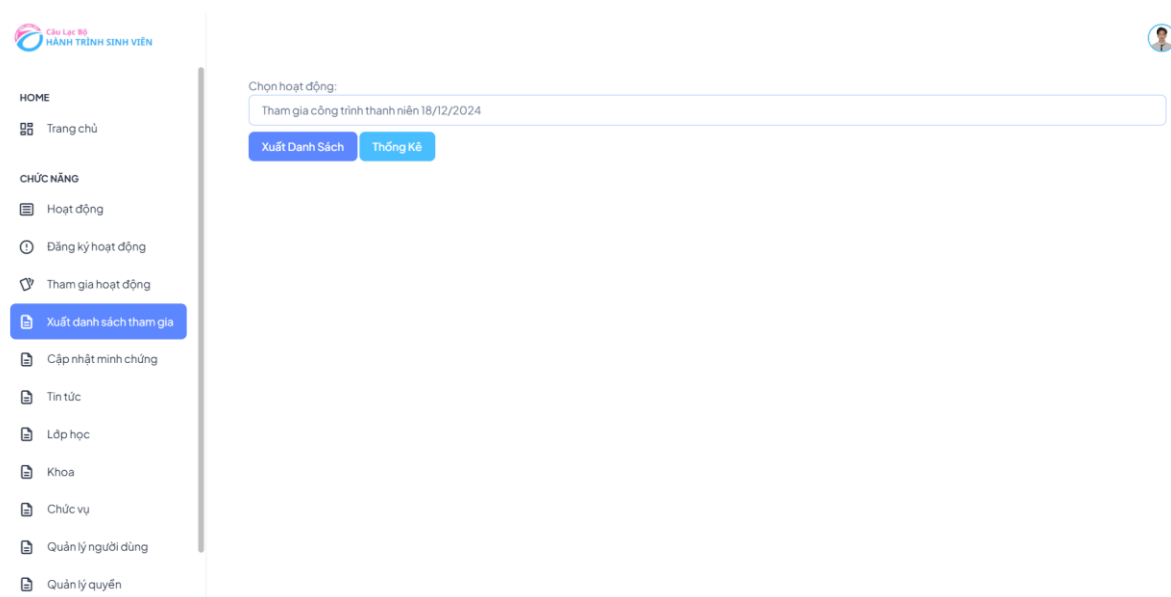 Câu Lạc Bộ
HÀNH TRÌNH SINH VIÊN
HOME
Trang chủ
CHỨC NĂNG
Hoạt động
Đăng ký hoạt động
Tham gia hoạt động
Xuất danh sách tham gia
Cập nhật minh chứng
Tin tức
Lớp học
Khoa
Chức vụ
Quản lý người dùng
Quản lý quyền
Chọn hoạt động:
Tham gia công trình thanh niên 18/12/2024
Xuất Danh Sách Thống Kê